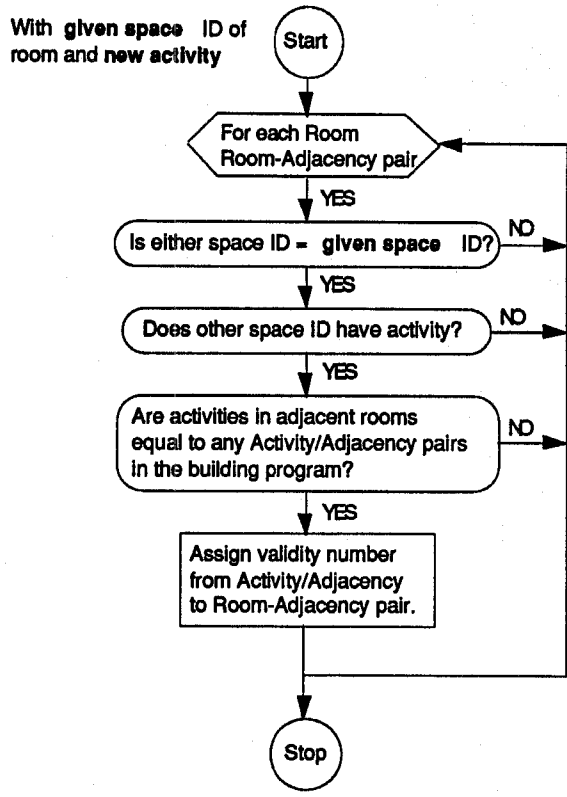 With given space ID of
room and new activity
Start
For each Room
Room-Adjacency pair
YES
Is either space ID = given space ID?
NO
YES
Does other space ID have activity?
NO
YES
Are activities in adjacent rooms
equal to any Activity/Adjacency pairs
in the building program?
NO
YES
Assign validity number
from Activity/Adjacency
to Room-Adjacency pair.
Stop